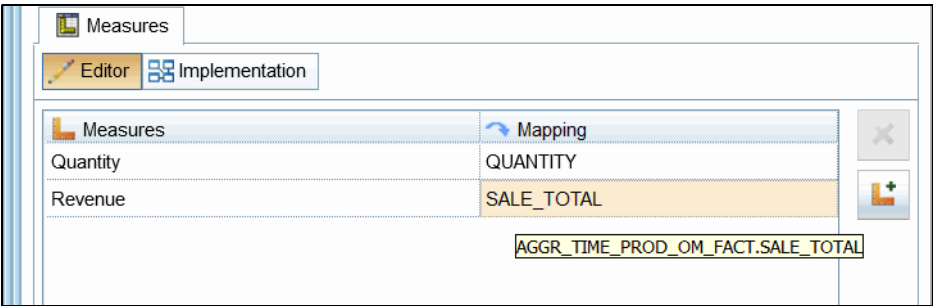 Measures
Editor Implementation
Measures Mapping
Quantity QUANTITY
Revenue SALE_TOTAL
AGGR_TIME_PROD_OM_FACT.SALE_TOTAL